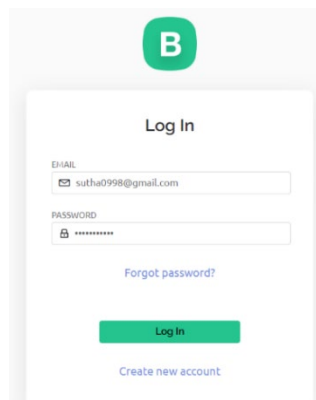 B
Log In
EMAIL
sutha0998@gmail.com
PASSWORD
•••••••••••
Forgot password?
Log In
Create new account